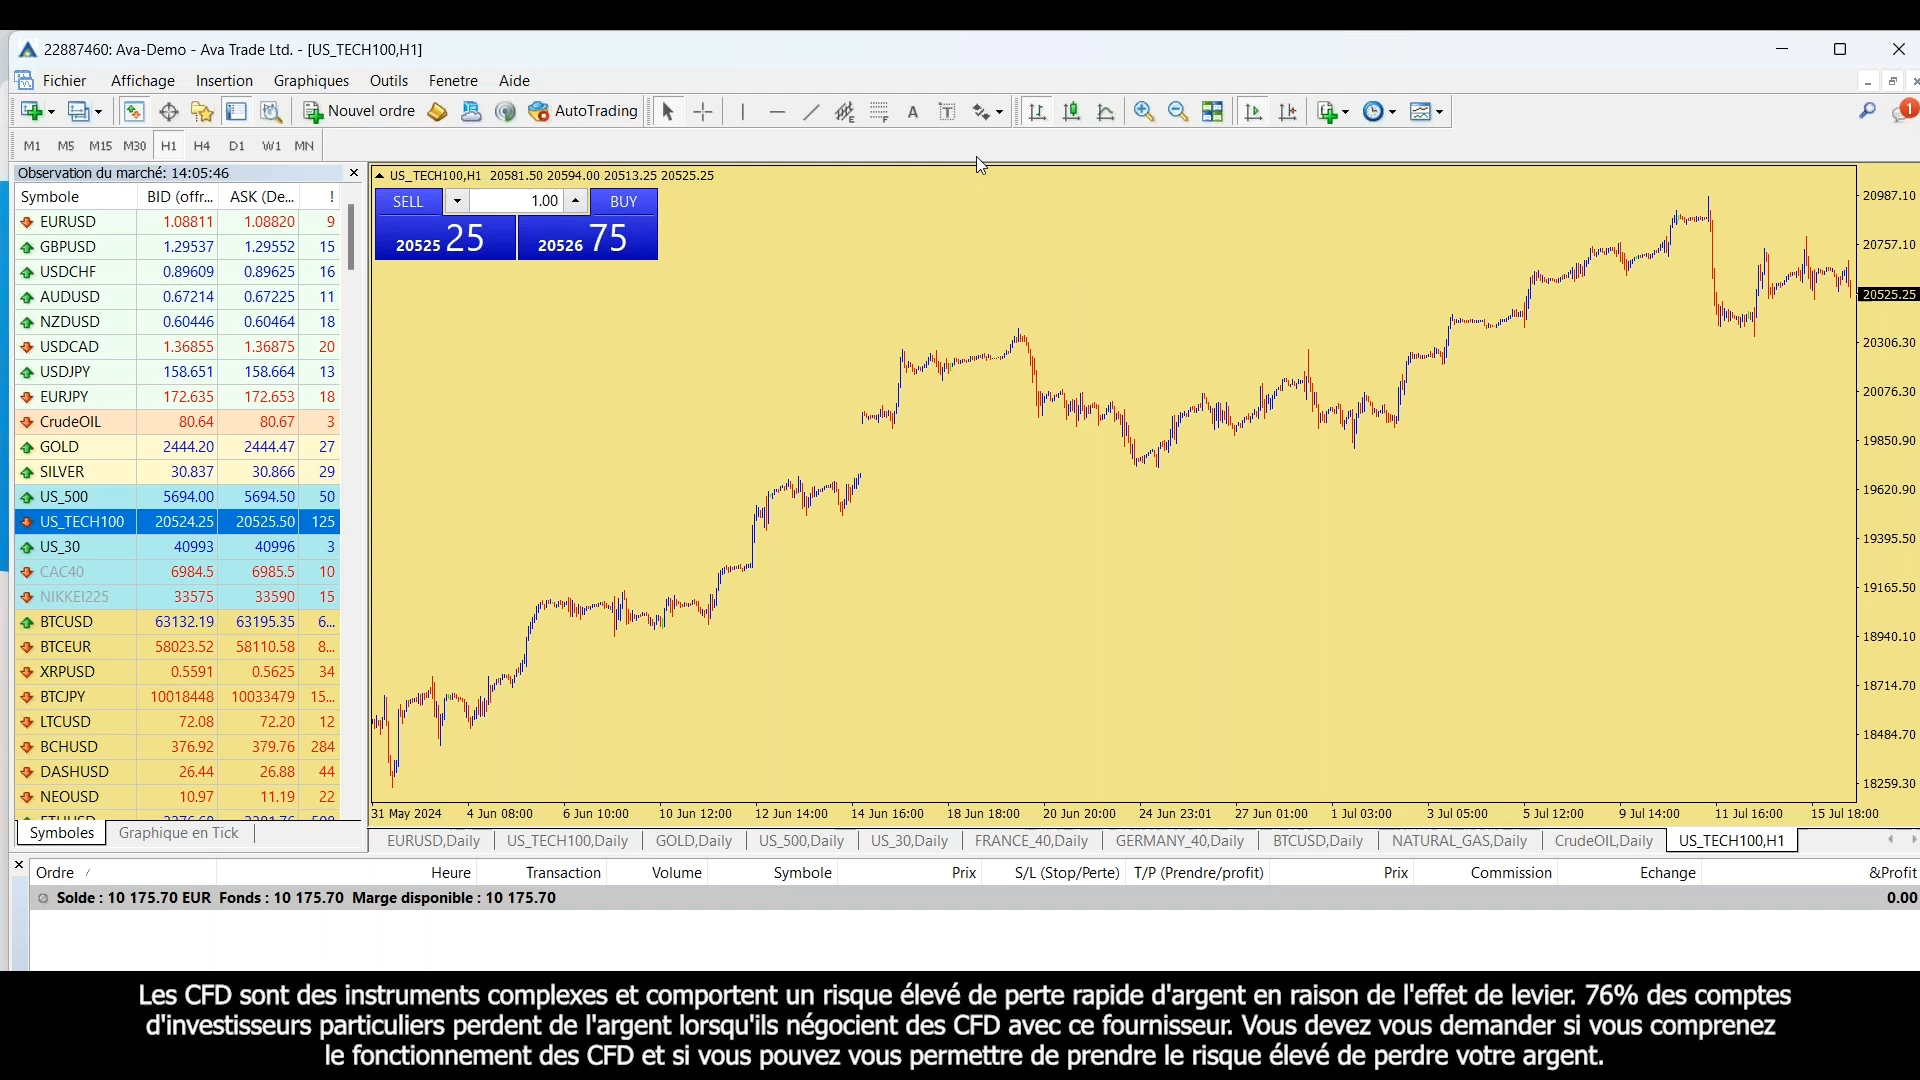 22887460: Ava-Demo - Ava Trade Ltd. - [US_TECH100,H1]
Fichier Affichage Insertion Graphiques Outils Fenetre Aide
Nouvel ordre AutoTrading A T 1
M1 M5 M15 M30 H1 H4 D1 W1 MN
Observation du marché: 14:05:46
Symbole BID (offr... ASK (De... !
EURUSD 1.08811 1.08820 9
GBPUSD 1.29537 1.29552 15
USDCHF 0.89609 0.89625 16
AUDUSD 0.67214 0.67225 11
NZDUSD 0.60446 0.60464 18
USDCAD 1.36855 1.36875 20
USDJPY 158.651 158.664 13
EURJPY 172.635 172.653 18
CrudeOIL 80.64 80.67 3
GOLD 2444.20 2444.47 27
SILVER 30.837 30.866 29
US_500 5694.00 5694.50 50
US_TECH100 20524.25 20525.50 125
US_30 40993 40996 3
CAC40 6984.5 6985.5 10
NIKKEI225 33575 33590 15
BTCUSD 63132.19 63195.35 6...
BTCEUR 58023.52 58110.58 8...
XRPUSD 0.5591 0.5625 34
BTCJPY 10018448 10033479 15...
LTCUSD 72.08 72.20 12
BCHUSD 376.92 379.76 284
DASHUSD 26.44 26.88 44
NEOUSD 10.97 11.19 22
Symboles Graphique en Tick
US_TECH100,H1 20581.50 20594.00 20513.25 20525.25
SELL 1.00 BUY
20525 25 20526 75
20987.10
20757.10
20525.25
20306.30
20076.30
19850.90
19620.90
19395.50
19165.50
18940.10
18714.70
18484.70
18259.30
31 May 2024 4 Jun 08:00 6 Jun 10:00 10 Jun 12:00 12 Jun 14:00 14 Jun 16:00 18 Jun 18:00 20 Jun 20:00 24 Jun 23:01 27 Jun 01:00 1 Jul 03:00 3 Jul 05:00 5 Jul 12:00 9 Jul 14:00 11 Jul 16:00 15 Jul 18:00
EURUSD,Daily US_TECH100,Daily GOLD,Daily US_500,Daily US_30,Daily FRANCE_40,Daily GERMANY_40,Daily BTCUSD,Daily NATURAL_GAS,Daily CrudeOIL,Daily US_TECH100,H1
Ordre / Heure Transaction Volume Symbole Prix S/L (Stop/Perte) T/P (Prendre/profit) Prix Commission Echange &Profit
Solde : 10 175.70 EUR Fonds : 10 175.70 Marge disponible : 10 175.70 0.00
Les CFD sont des instruments complexes et comportent un risque élevé de perte rapide d'argent en raison de l'effet de levier. 76% des comptes
d'investisseurs particuliers perdent de l'argent lorsqu'ils négocient des CFD avec ce fournisseur. Vous devez vous demander si vous comprenez
le fonctionnement des CFD et si vous pouvez vous permettre de prendre le risque élevé de perdre votre argent.